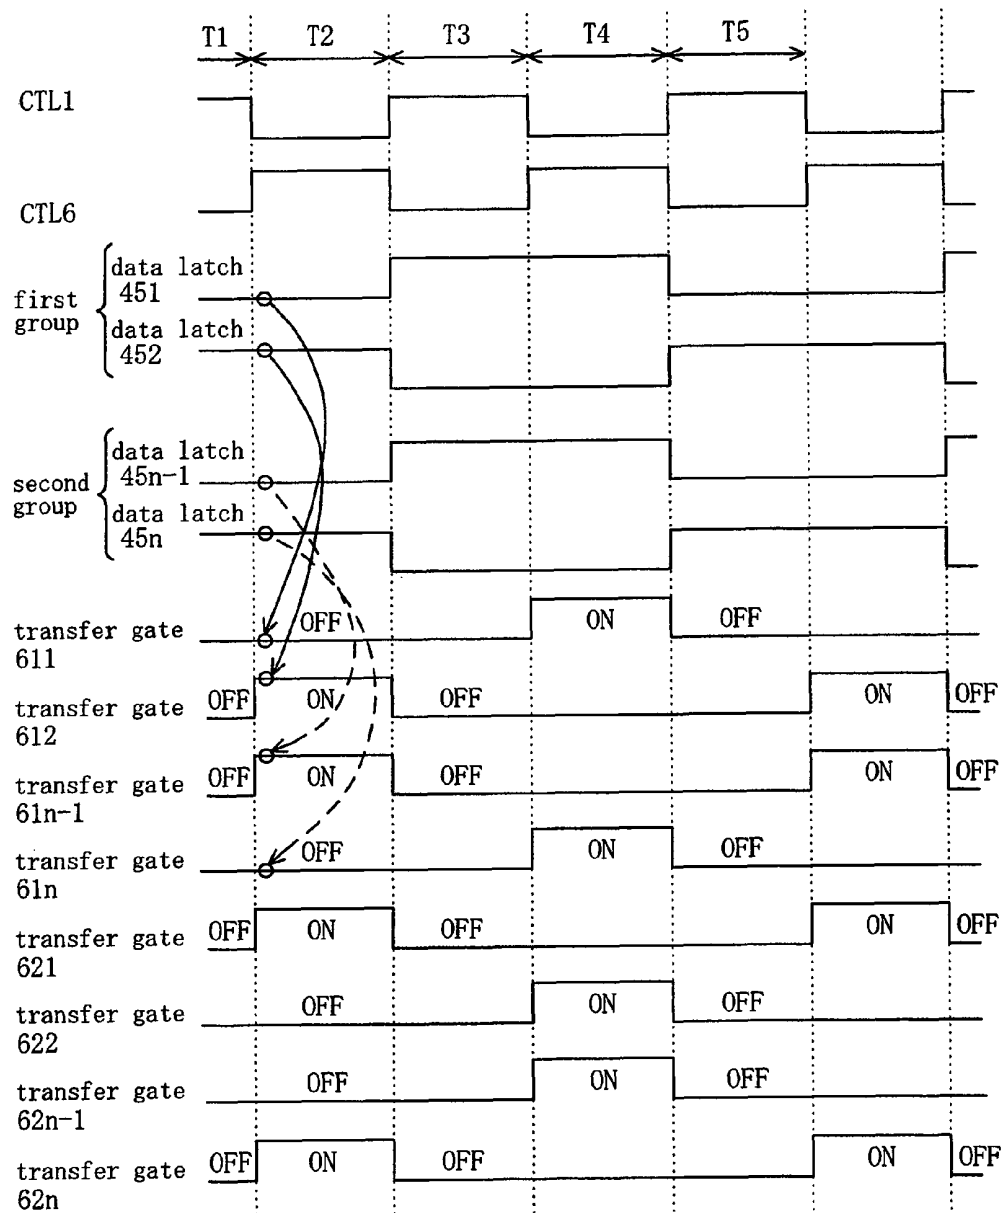 T1 T2 T3 T4 T5
CTL1
CTL6
first group
data latch 451
data latch 452
second group
data latch 45n-1
data latch 45n
transfer gate 611
OFF ON OFF
transfer gate 612
OFF ON OFF ON OFF
transfer gate 61n-1
OFF ON ON OFF
transfer gate 61n
OFF ON OFF
transfer gate 621
OFF ON OFF ON OFF
transfer gate 622
OFF ON OFF
transfer gate 62n-1
OFF ON OFF
transfer gate 62n
OFF ON OFF ON OFF